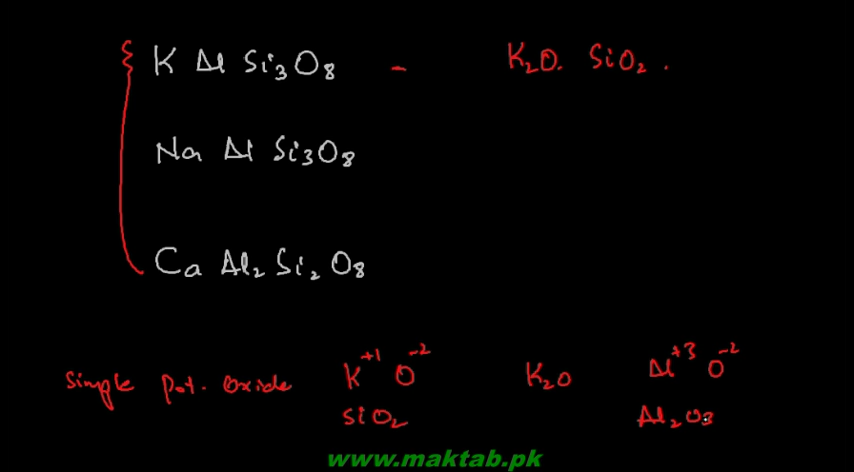 K Al Si₃O₈ - K₂O. SiO₂.
Na Al Si₃O₈
Ca Al₂ Si₂ O₈
Simple Pot. Oxide K⁺¹ O⁻² K₂O Al⁺³ O⁻²
SiO₂ Al₂O₃
www.maktab.pk